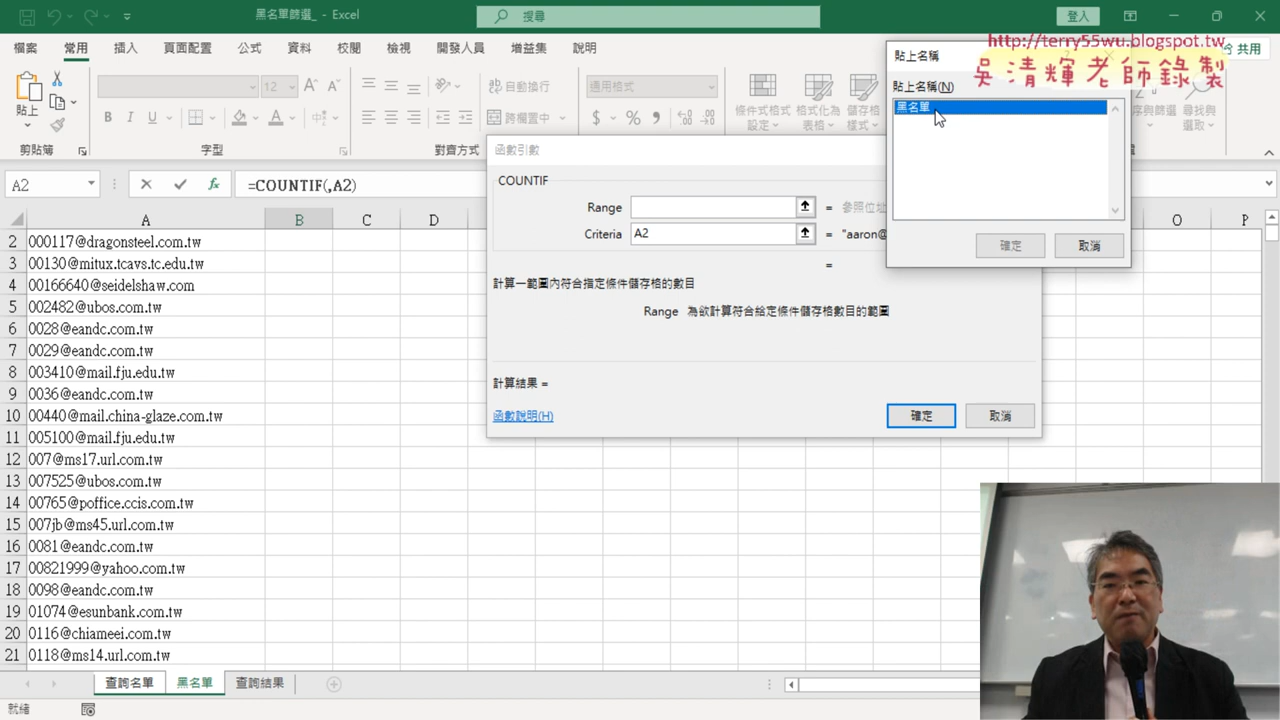 黑名單篩選_ - Excel
搜尋
登入
檔案 常用 插入 頁面配置 公式 資料 校閱 檢視 開發人員 增益集 說明
共用
http://terry55wu.blogspot.tw
吳清輝老師錄製
貼上
12
自動換行
跨欄置中
通用格式
條件式格式設定
格式化為表格
儲存格樣式
序與篩選
尋找與選取
剪貼簿
字型
對齊方式
貼上名稱
貼上名稱(N)
黑名單
確定 取消
A2
=COUNTIF(,A2)
函數引數
COUNTIF
Range = 參照位址
Criteria A2 = "aaron@
=
計算一範圍內符合指定條件儲存格的數目
Range 為欲計算符合給定條件儲存格數目的範圍
計算結果 =
函數說明(H)
確定 取消
A B C D O P
2 000117@dragonsteel.com.tw
3 00130@mitux.tcavs.tc.edu.tw
4 00166640@seidelshaw.com
5 002482@ubos.com.tw
6 0028@eandc.com.tw
7 0029@eandc.com.tw
8 003410@mail.fju.edu.tw
9 0036@eandc.com.tw
10 00440@mail.china-glaze.com.tw
11 005100@mail.fju.edu.tw
12 007@ms17.url.com.tw
13 007525@ubos.com.tw
14 00765@poffice.ccis.com.tw
15 007jb@ms45.url.com.tw
16 0081@eandc.com.tw
17 00821999@yahoo.com.tw
18 0098@eandc.com.tw
19 01074@esunbank.com.tw
20 0116@chiameei.com.tw
21 0118@ms14.url.com.tw
查詢名單 黑名單 查詢結果
就緒